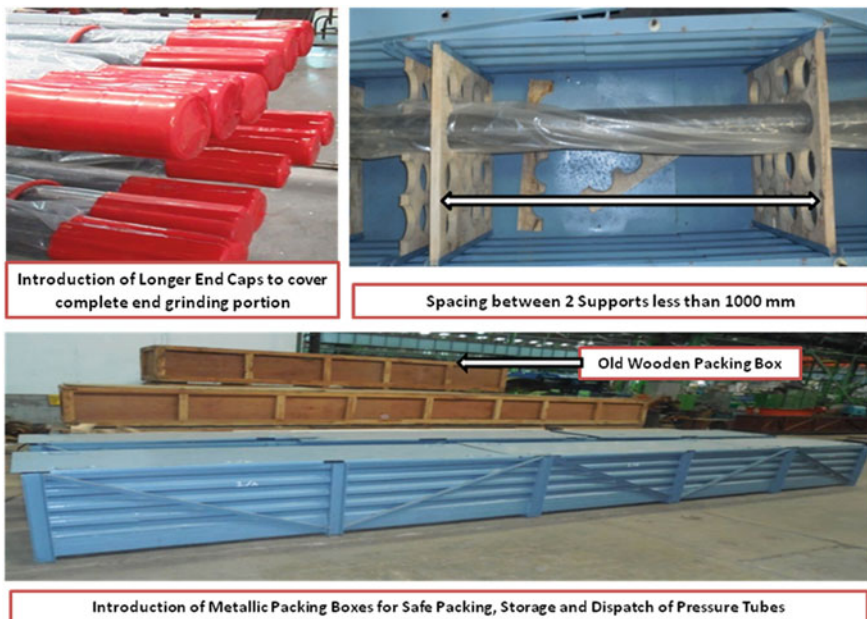 Introduction of Longer End Caps to cover
complete end grinding portion
Spacing between 2 Supports less than 1000 mm
Old Wooden Packing Box
Introduction of Metallic Packing Boxes for Safe Packing, Storage and Dispatch of Pressure Tubes